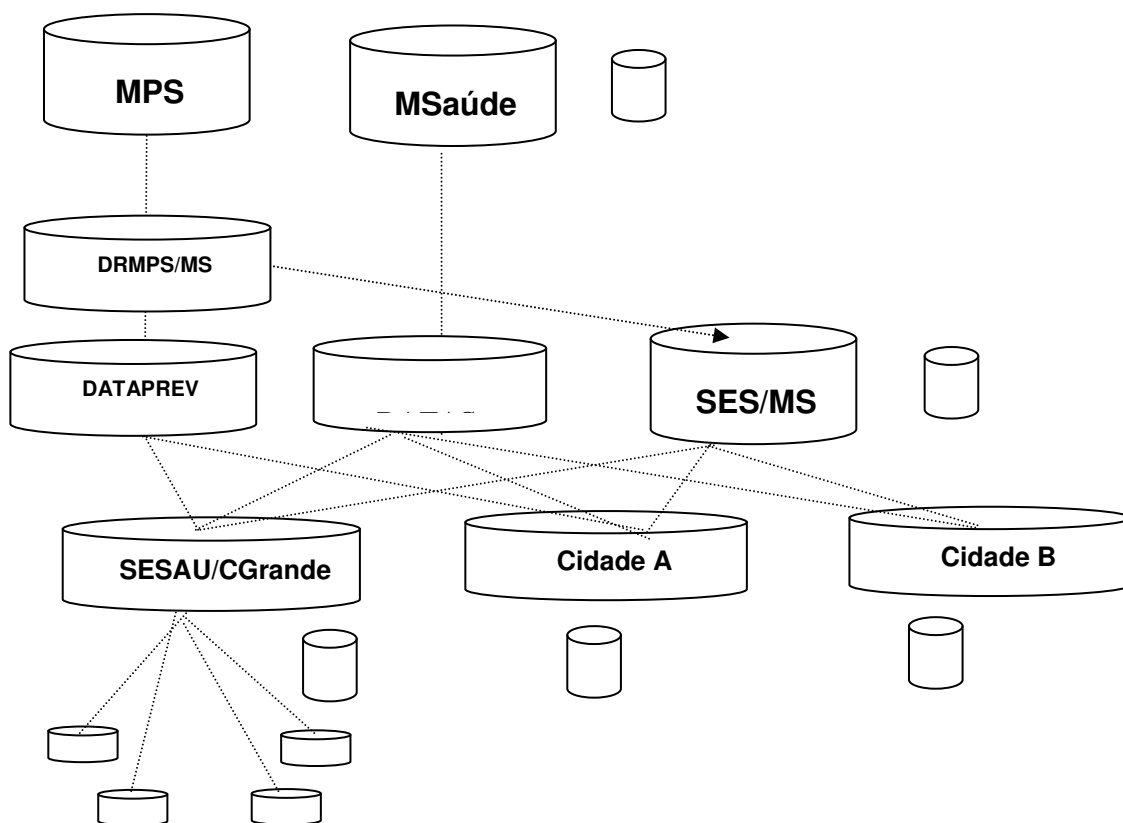 MPS
MSaúde
DRMPS/MS
DATAPREV
SES/MS
SESAU/CGrande
Cidade A
Cidade B